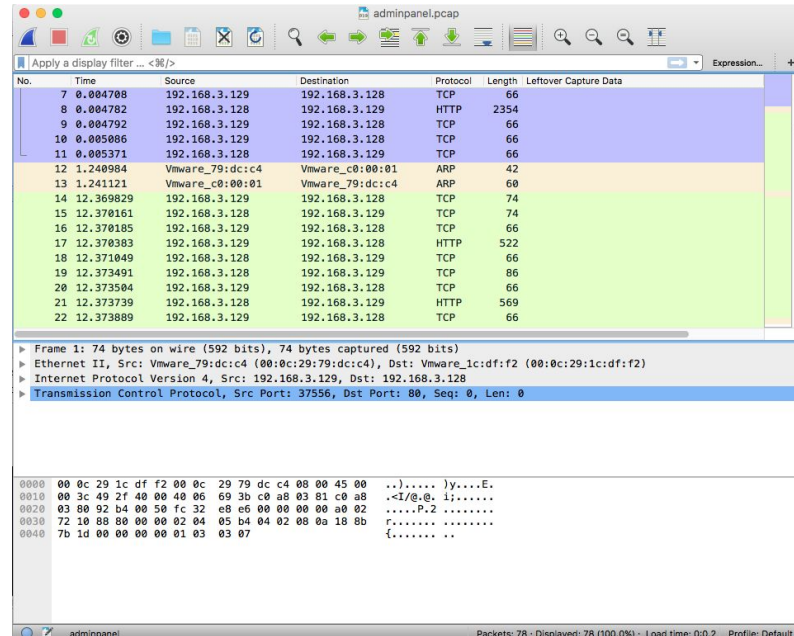 adminpanel.pcap
Apply a display filter ... <⌘/>
Expression... +
No. Time Source Destination Protocol Length Leftover Capture Data
7 0.004708 192.168.3.129 192.168.3.128 TCP 66
8 0.004782 192.168.3.128 192.168.3.129 HTTP 2354
9 0.004792 192.168.3.129 192.168.3.128 TCP 66
10 0.005086 192.168.3.129 192.168.3.128 TCP 66
11 0.005371 192.168.3.128 192.168.3.129 TCP 66
12 1.240984 Vmware_79:dc:c4 Vmware_c0:00:01 ARP 42
13 1.241121 Vmware_c0:00:01 Vmware_79:dc:c4 ARP 60
14 12.369829 192.168.3.129 192.168.3.128 TCP 74
15 12.370161 192.168.3.128 192.168.3.129 TCP 74
16 12.370185 192.168.3.129 192.168.3.128 TCP 66
17 12.370383 192.168.3.129 192.168.3.128 HTTP 522
18 12.371049 192.168.3.128 192.168.3.129 TCP 66
19 12.373491 192.168.3.128 192.168.3.129 TCP 86
20 12.373504 192.168.3.129 192.168.3.128 TCP 66
21 12.373739 192.168.3.128 192.168.3.129 HTTP 569
22 12.373889 192.168.3.129 192.168.3.128 TCP 66
Frame 1: 74 bytes on wire (592 bits), 74 bytes captured (592 bits)
Ethernet II, Src: Vmware_79:dc:c4 (00:0c:29:79:dc:c4), Dst: Vmware_1c:df:f2 (00:0c:29:1c:df:f2)
Internet Protocol Version 4, Src: 192.168.3.129, Dst: 192.168.3.128
Transmission Control Protocol, Src Port: 37556, Dst Port: 80, Seq: 0, Len: 0
0000 00 0c 29 1c df f2 00 0c 29 79 dc c4 08 00 45 00 ..)..... )y....E.
0010 00 3c 49 2f 40 00 40 06 69 3b c0 a8 03 81 c0 a8 .<I/@.@. i;......
0020 03 80 92 b4 00 50 fc 32 e8 e6 00 00 00 00 a0 02 .....P.2 ........
0030 72 10 88 80 00 00 02 04 05 b4 04 02 08 0a 18 8b r....... ........
0040 7b 1d 00 00 00 00 01 03 03 07 {....... ..
adminpanel
Packets: 78 · Displayed: 78 (100.0%) · Load time: 0:0.2
Profile: Default